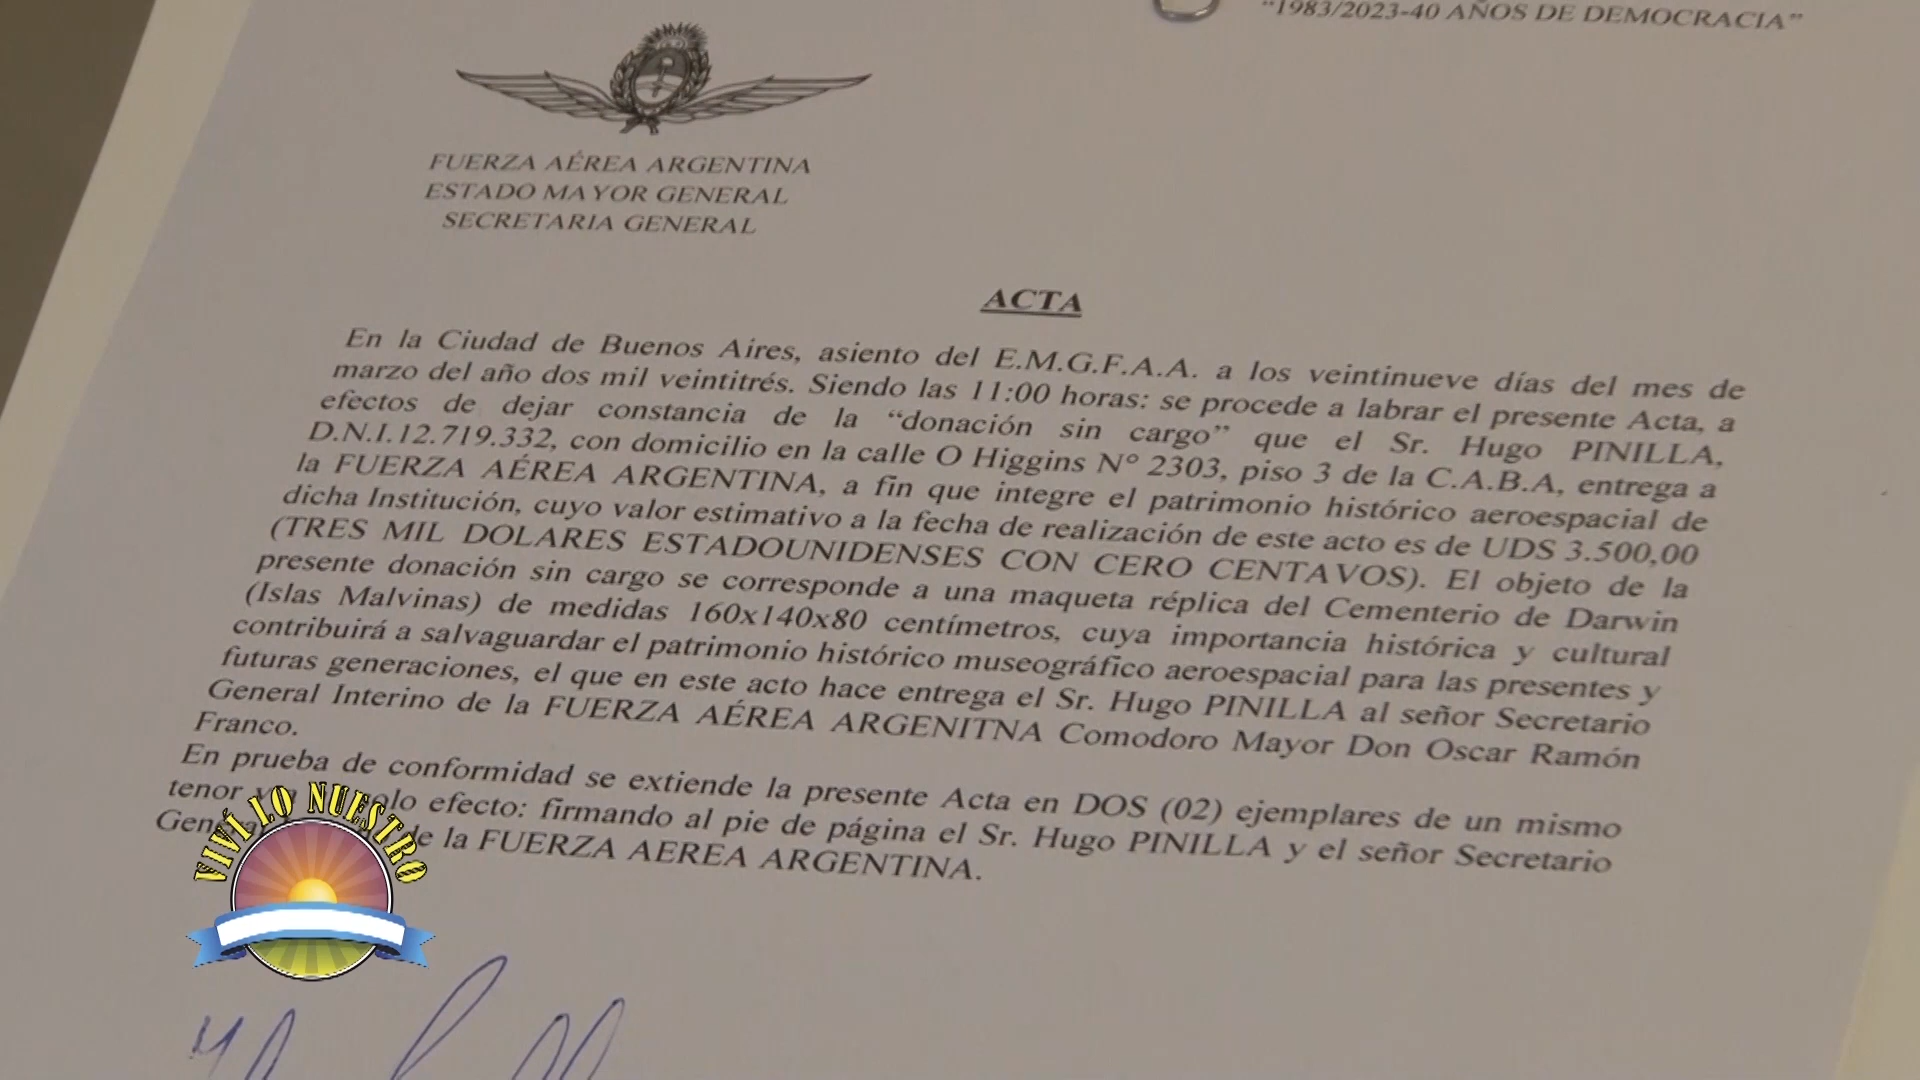 "1983/2023-40 AÑOS DE DEMOCRACIA"
FUERZA AÉREA ARGENTINA
ESTADO MAYOR GENERAL
SECRETARIA GENERAL
ACTA
En la Ciudad de Buenos Aires, asiento del E.M.G.F.A.A. a los veintinueve días del mes de
marzo del año dos mil veintitrés. Siendo las 11:00 horas: se procede a labrar el presente Acta, a
efectos de dejar constancia de la "donación sin cargo" que el Sr. Hugo PINILLA,
D.N.I.12.719.332, con domicilio en la calle O Higgins N° 2303, piso 3 de la C.A.B.A, entrega a
la FUERZA AÉREA ARGENTINA, a fin que integre el patrimonio histórico aeroespacial de
dicha Institución, cuyo valor estimativo a la fecha de realización de este acto es de UDS 3.500,00
(TRES MIL DOLARES ESTADOUNIDENSES CON CERO CENTAVOS). El objeto de la
presente donación sin cargo se corresponde a una maqueta réplica del Cementerio de Darwin
(Islas Malvinas) de medidas 160x140x80 centímetros, cuya importancia histórica y cultural
contribuirá a salvaguardar el patrimonio histórico museográfico aeroespacial para las presentes y
futuras generaciones, el que en este acto hace entrega el Sr. Hugo PINILLA al señor Secretario
General Interino de la FUERZA AÉREA ARGENITNA Comodoro Mayor Don Oscar Ramón
Franco.
En prueba de conformidad se extiende la presente Acta en DOS (02) ejemplares de un mismo
tenor efecto: firmando al pie de página el Sr. Hugo PINILLA y el señor Secretario
de la FUERZA AEREA ARGENTINA.
VIVÍ LO NUESTRO